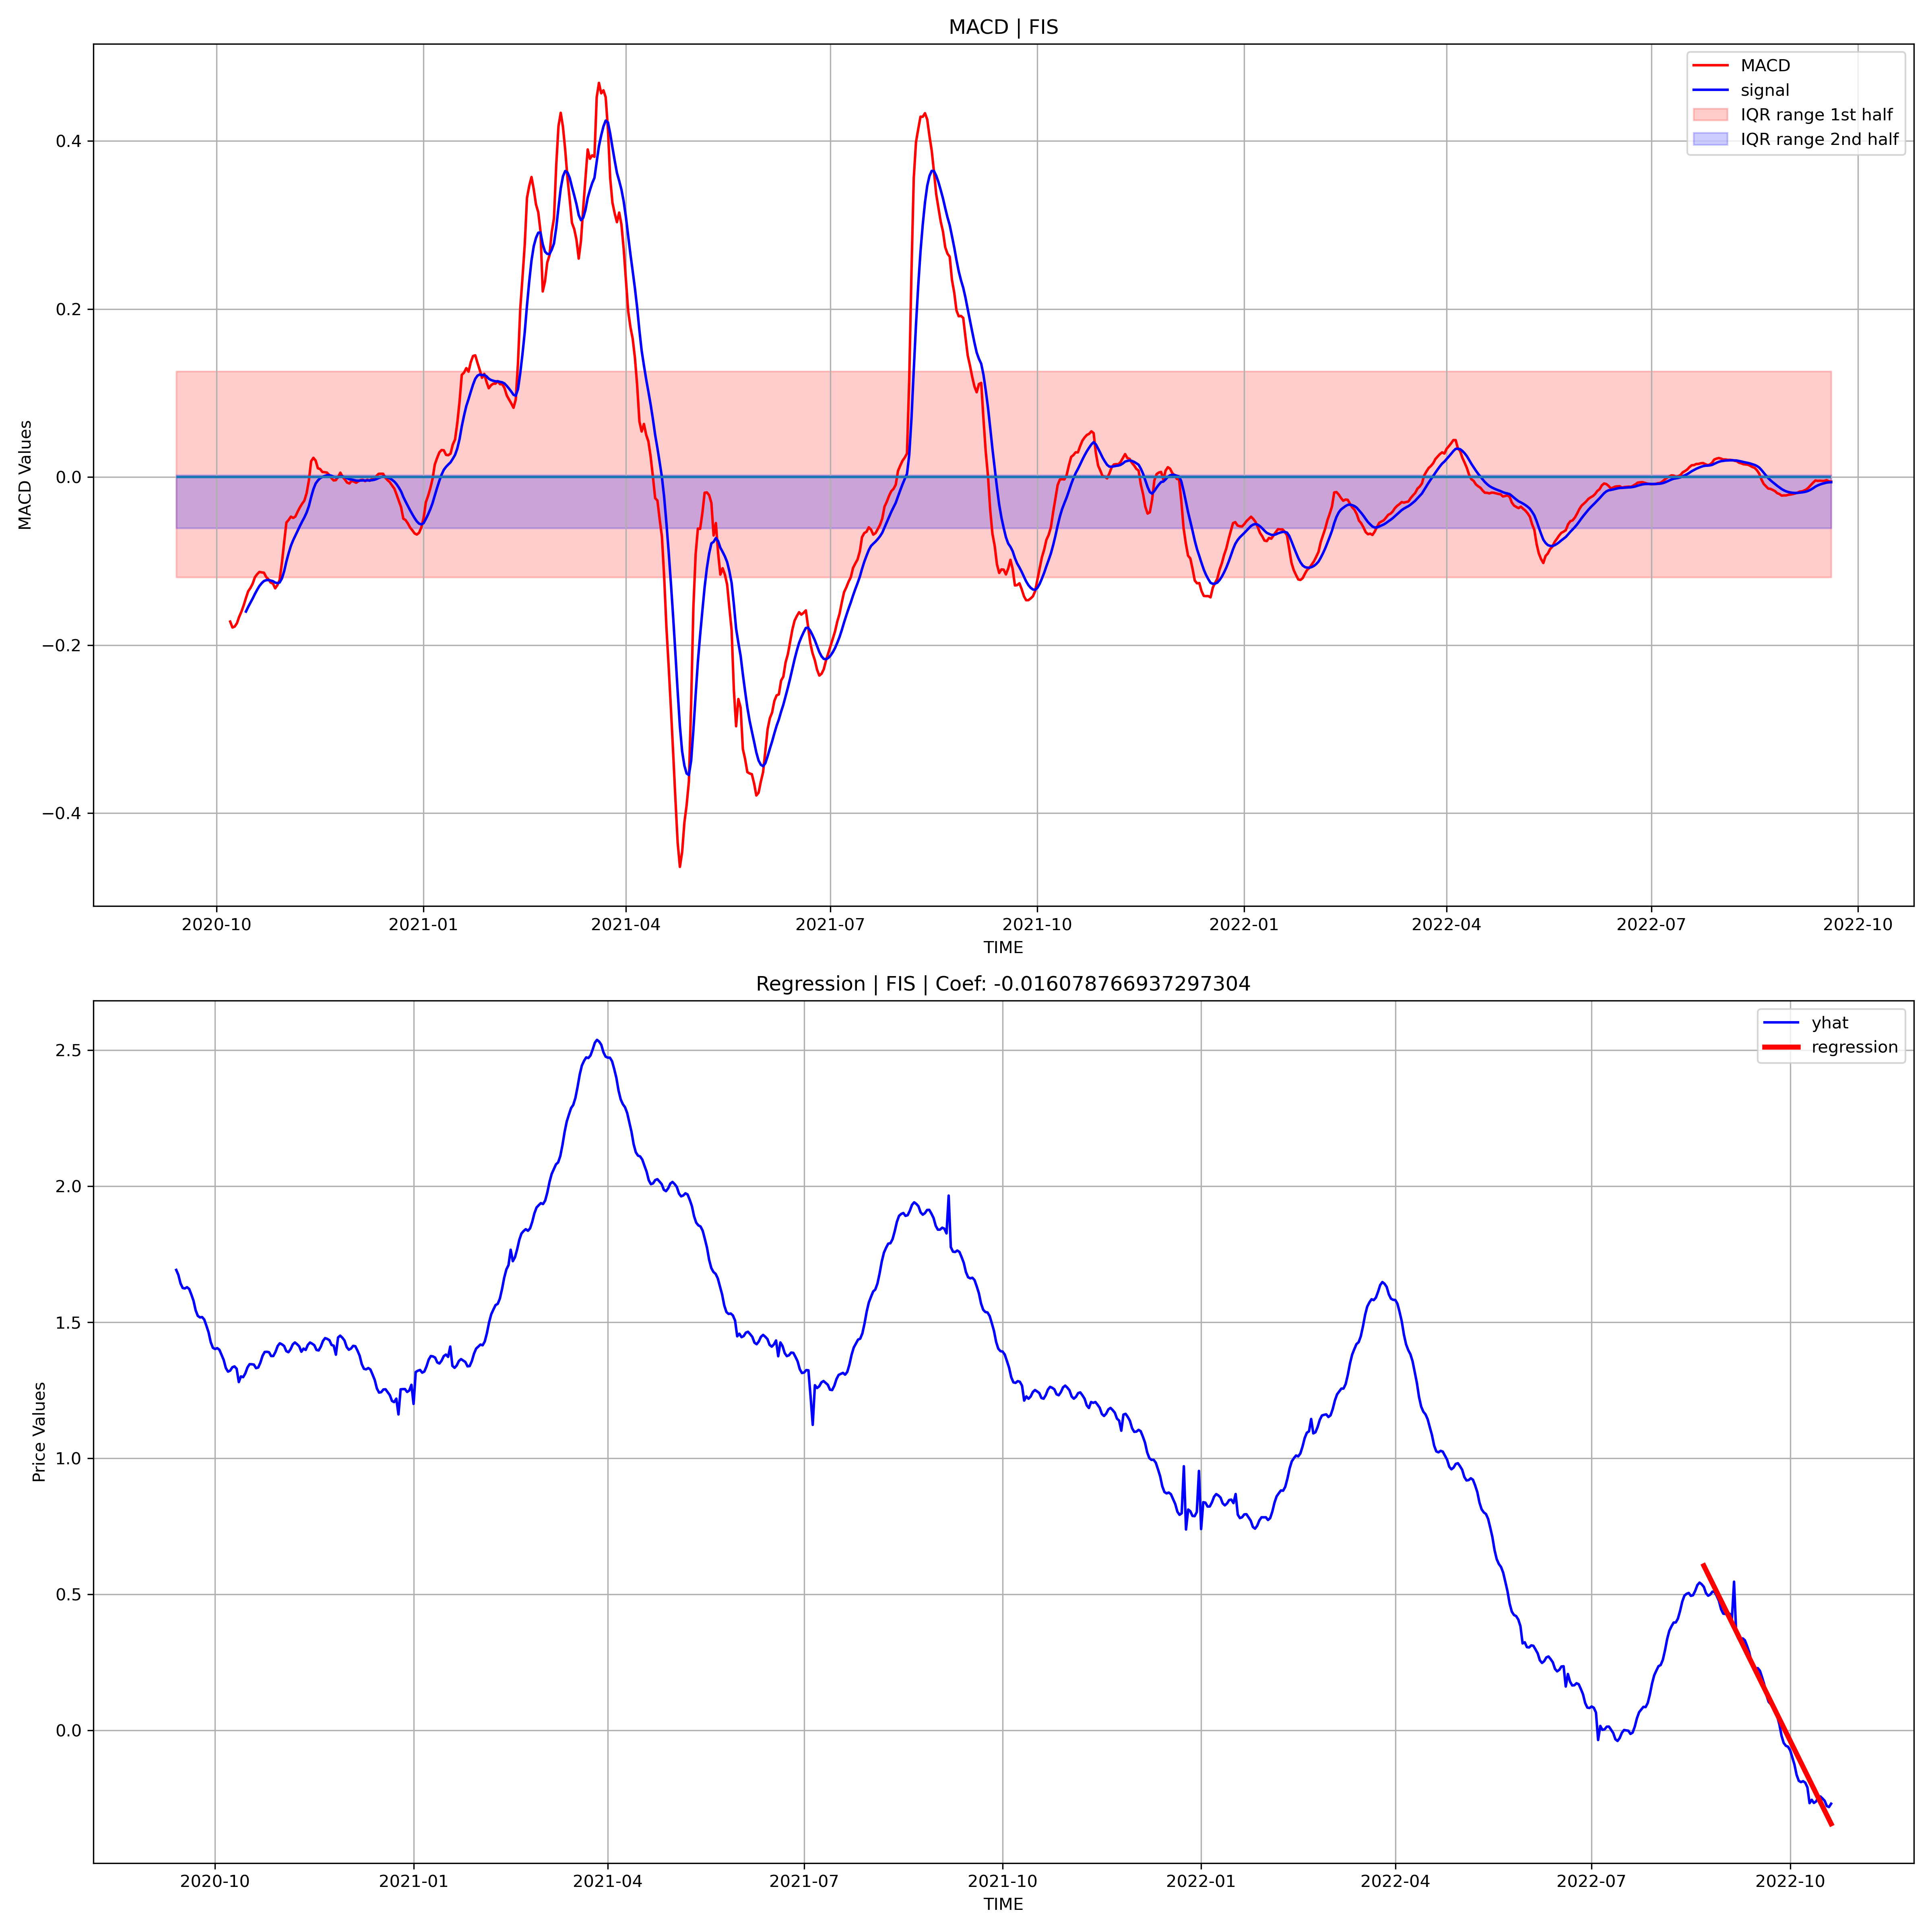 MACD | FIS
MACD
signal
IQR range 1st half
IQR range 2nd half
MACD Values
0.4
0.2
0.0
−0.2
−0.4
2020-10 2021-01 2021-04 2021-07 2021-10 2022-01 2022-04 2022-07 2022-10
TIME
Regression | FIS | Coef: -0.016078766937297304
yhat
regression
Price Values
2.5
2.0
1.5
1.0
0.5
0.0
2020-10 2021-01 2021-04 2021-07 2021-10 2022-01 2022-04 2022-07 2022-10
TIME